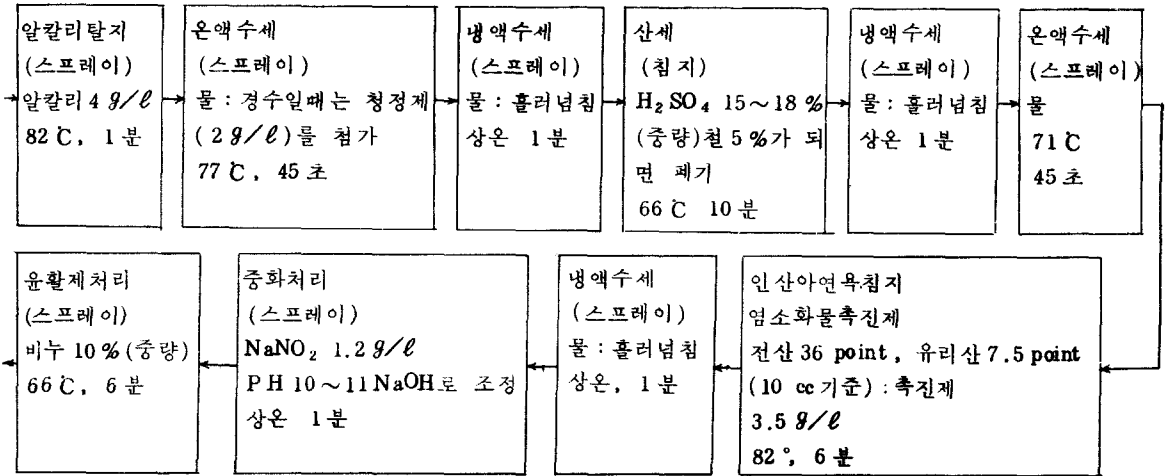 알칼리탈지
(스프레이)
알칼리 4 g/ℓ
82℃, 1분
온액수세
(스프레이)
물 : 경수일때는 청정제
(2 g/ℓ)를 첨가
77℃, 45초
냉액수세
(스프레이)
물 : 흘러넘침
상온 1분
산세
(침지)
H₂SO₄ 15~18 %
(중량)철 5 %가 되
면 폐기
66℃ 10분
냉액수세
(스프레이)
물 : 흘러넘침
상온 1분
온액수세
(스프레이)
물
71℃
45초
인산아연욕침지
염소화물촉진제
전산 36 point, 유리산 7.5 point
(10 cc기준) : 촉진제
3.5 g/ℓ
82°, 6분
냉액수세
(스프레이)
물 : 흘러넘침
상온, 1분
중화처리
(스프레이)
NaNO₂ 1.2 g/ℓ
PH 10~11 NaOH로 조정
상온 1분
윤활제처리
(스프레이)
비누 10 %(중량)
66℃, 6분